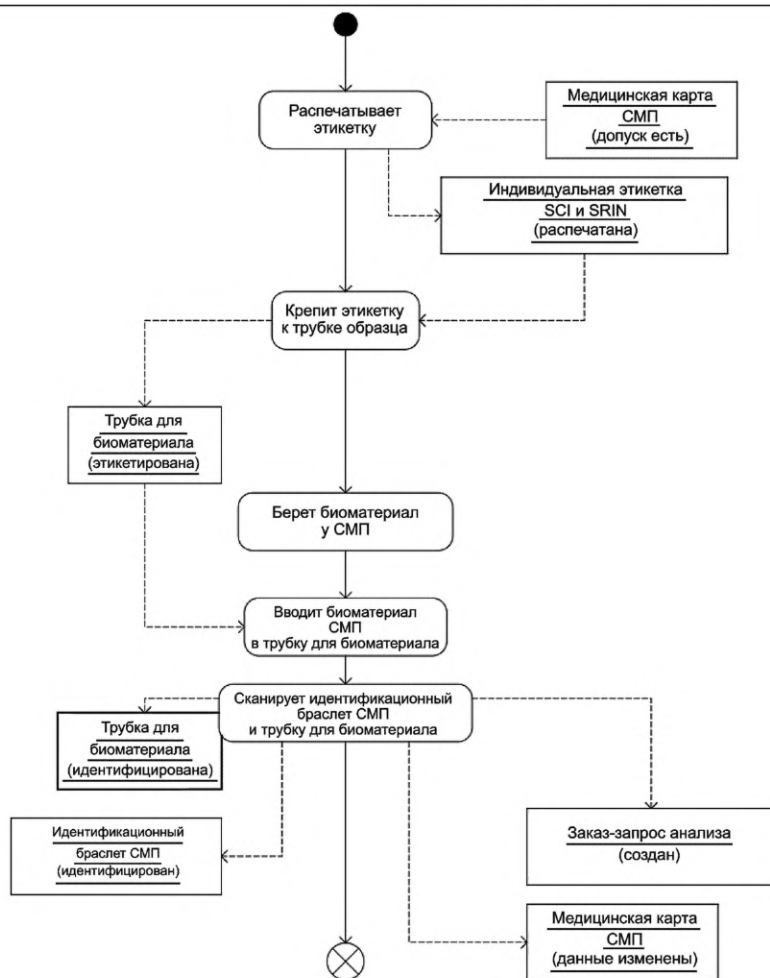 Распечатывает
этикетку
Медицинская карта
СМП
(допуск есть)
Индивидуальная этикетка
SCI и SRIN
(распечатана)
Крепит этикетку
к трубке образца
Трубка для
биоматериала
(этикетирована)
Берет биоматериал
у СМП
Вводит биоматериал
СМП
в трубку для биоматериала
Сканирует идентификационный
браслет СМП
и трубку для биоматериала
Трубка для
биоматериала
(идентифицирована)
Идентификационный
браслет СМП
(идентифицирован)
Заказ-запрос анализа
(создан)
Медицинская карта
СМП
(данные изменены)